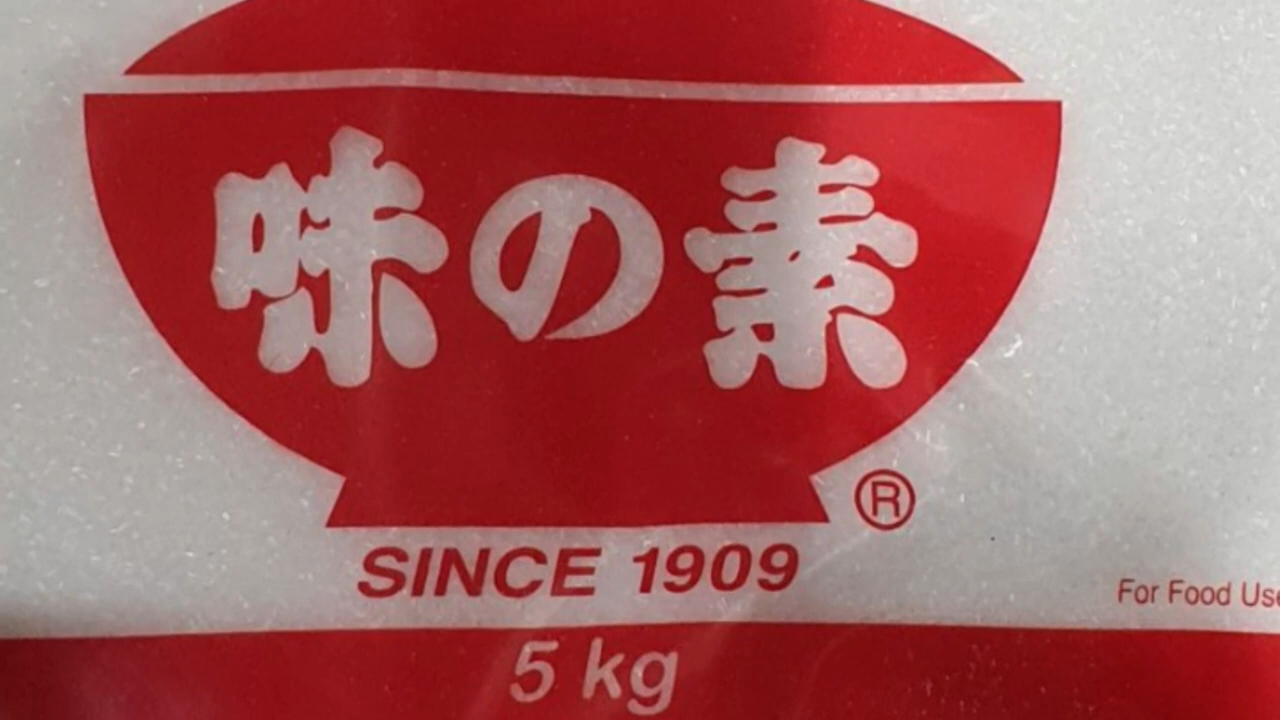 味の素
®
SINCE 1909
For Food Use
5 kg